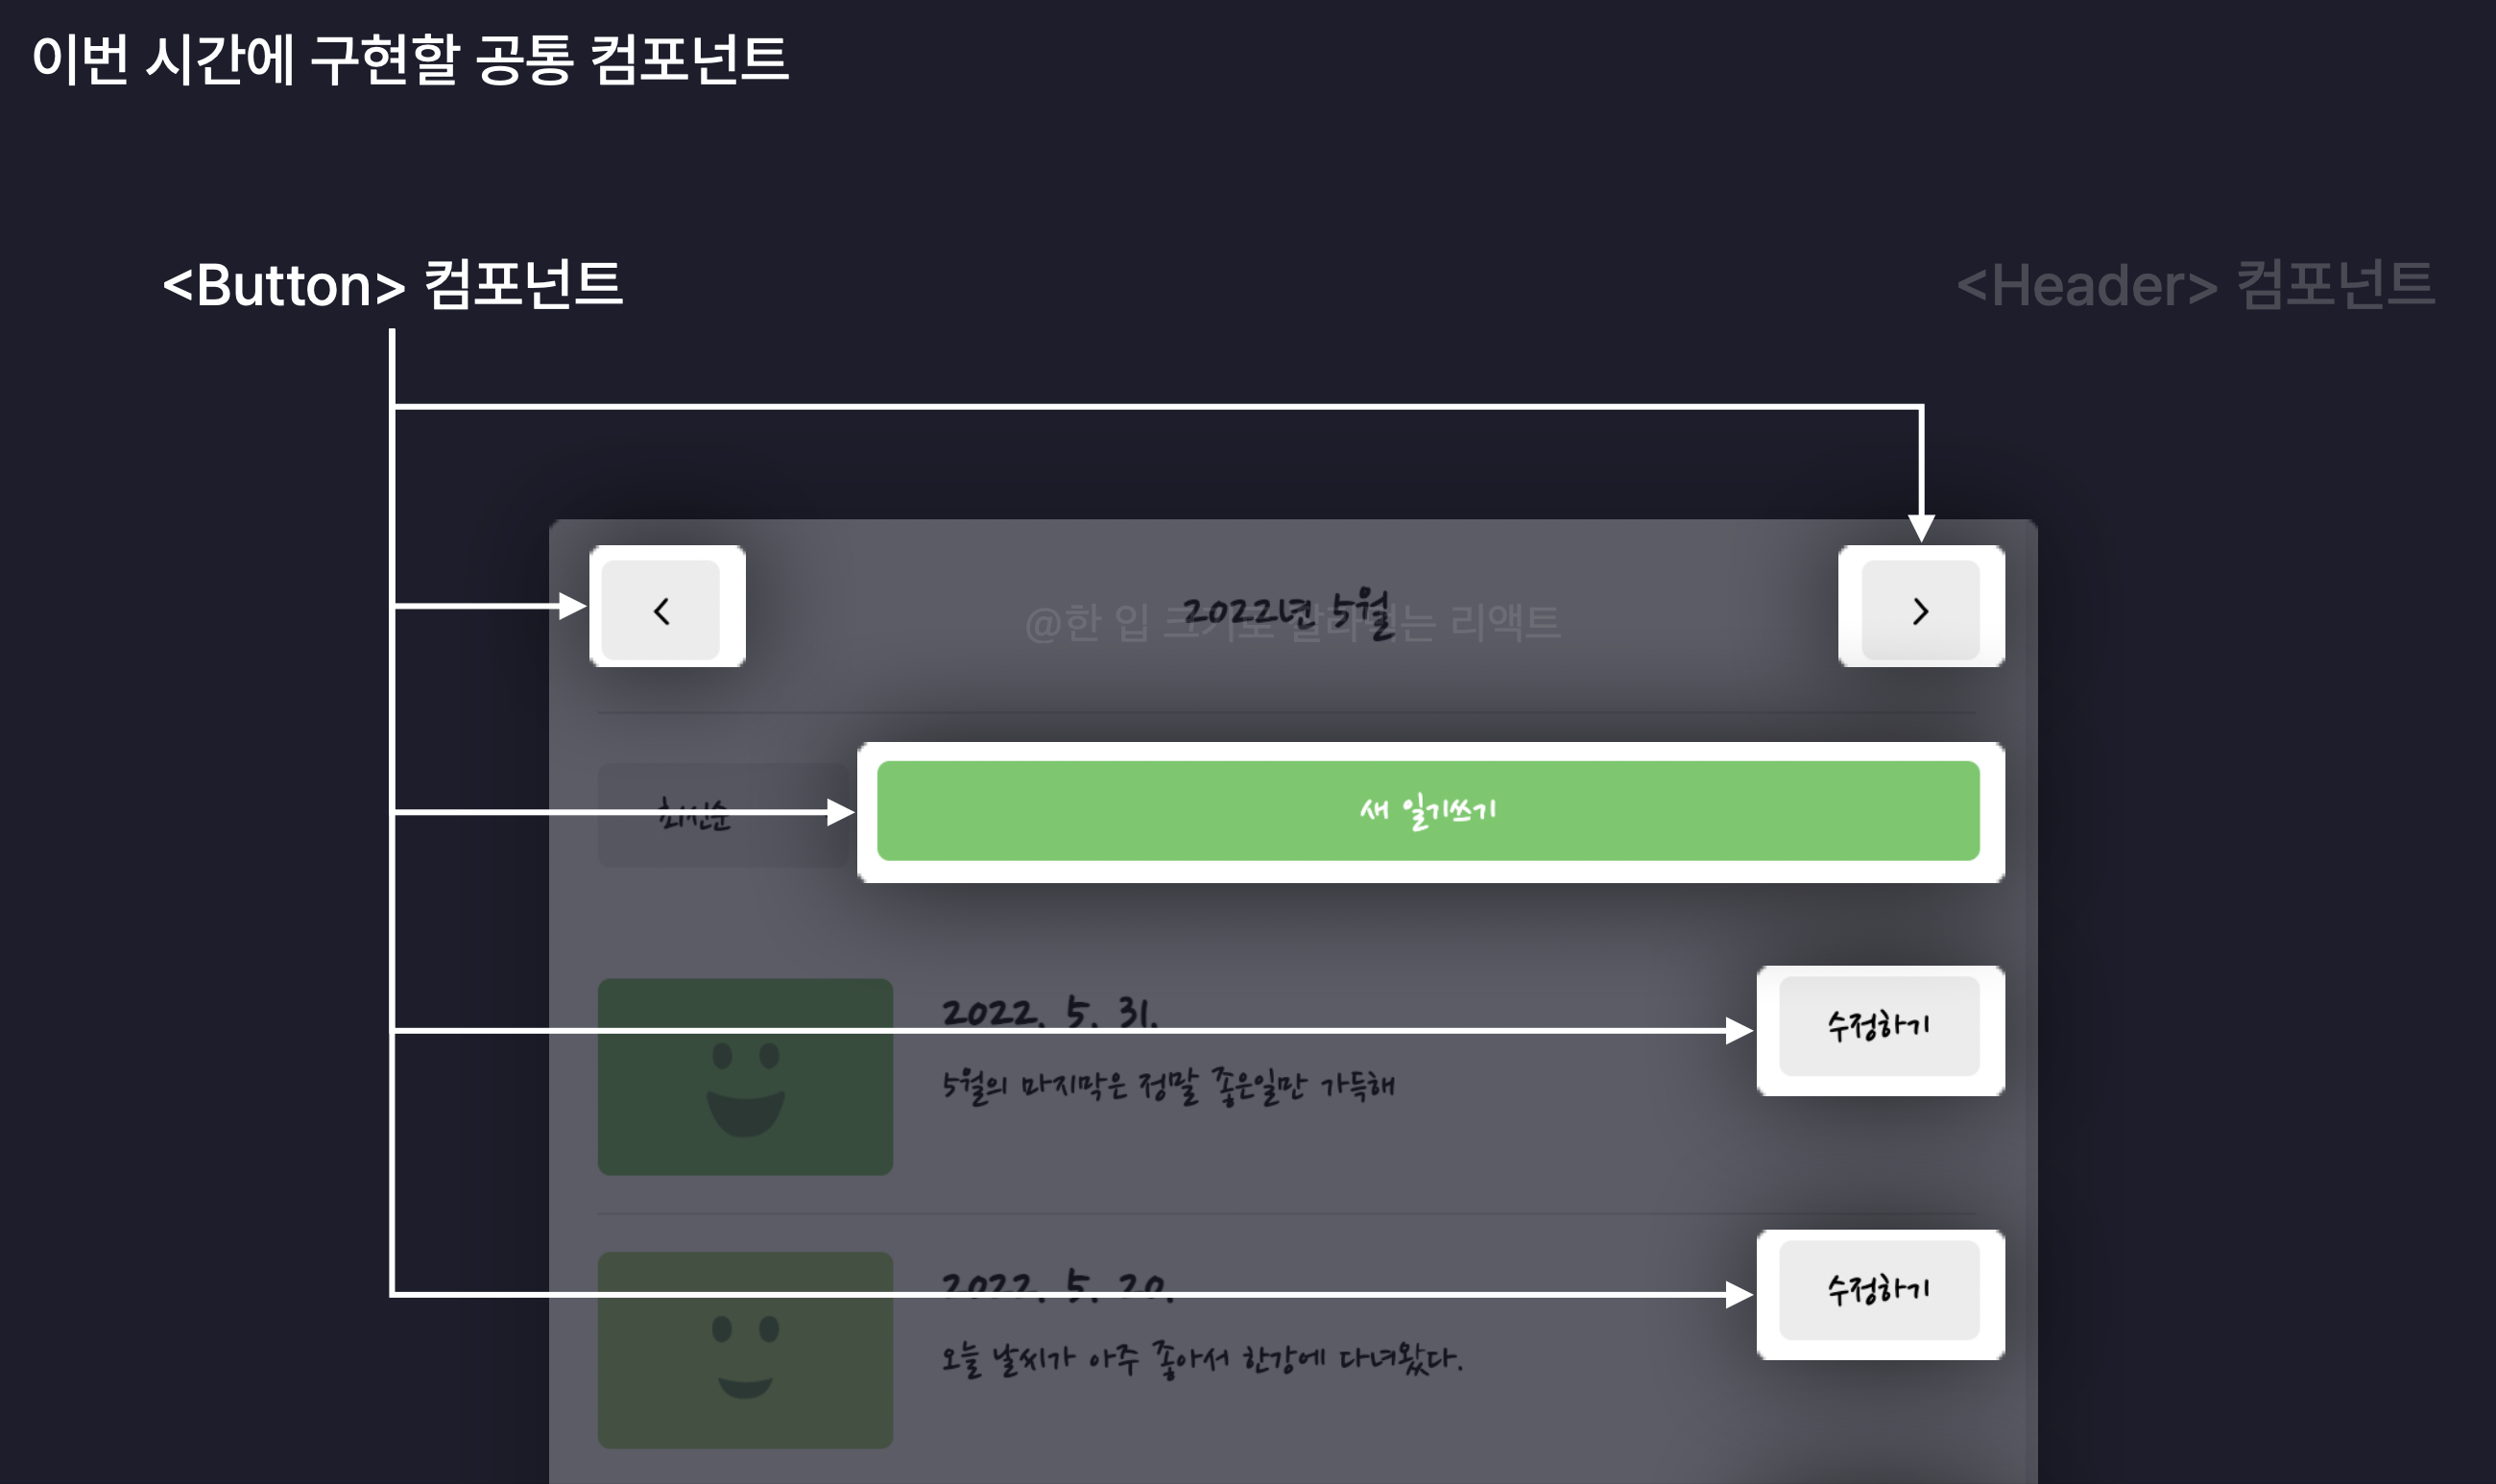 이번 시간에 구현할 공통 컴포넌트
<Button> 컴포넌트
<Header> 컴포넌트
<
2022년 5월
>
@한 입 크기로 잘라먹는 리액트
최신순
새 일기쓰기
2022. 5. 31.
수정하기
5월의 마지막은 정말 좋은일만 가득해
2022. 5. 20.
수정하기
오늘 날씨가 아주 좋아서 한강에 다녀왔다.